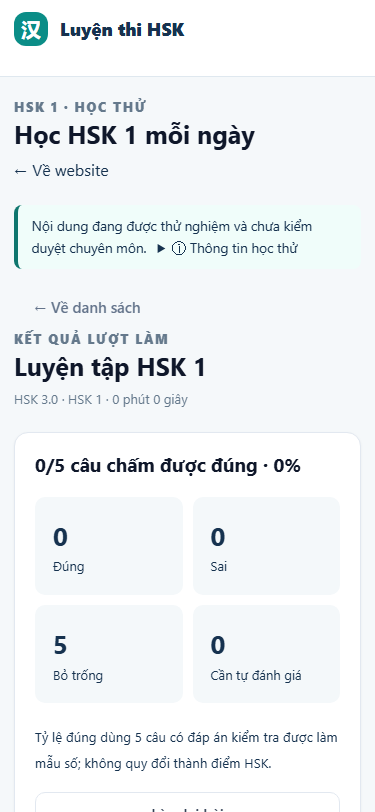 汉 Luyện thi HSK
HSK 1 · HỌC THỬ
Học HSK 1 mỗi ngày
← Về website
Nội dung đang được thử nghiệm và chưa kiểm
duyệt chuyên môn. ▶ ⓘ Thông tin học thử
← Về danh sách
KẾT QUẢ LƯỢT LÀM
Luyện tập HSK 1
HSK 3.0 · HSK 1 · 0 phút 0 giây
0/5 câu chấm được đúng · 0%
0
Đúng
0
Sai
5
Bỏ trống
0
Cần tự đánh giá
Tỷ lệ đúng dùng 5 câu có đáp án kiểm tra được làm
mẫu số; không quy đổi thành điểm HSK.